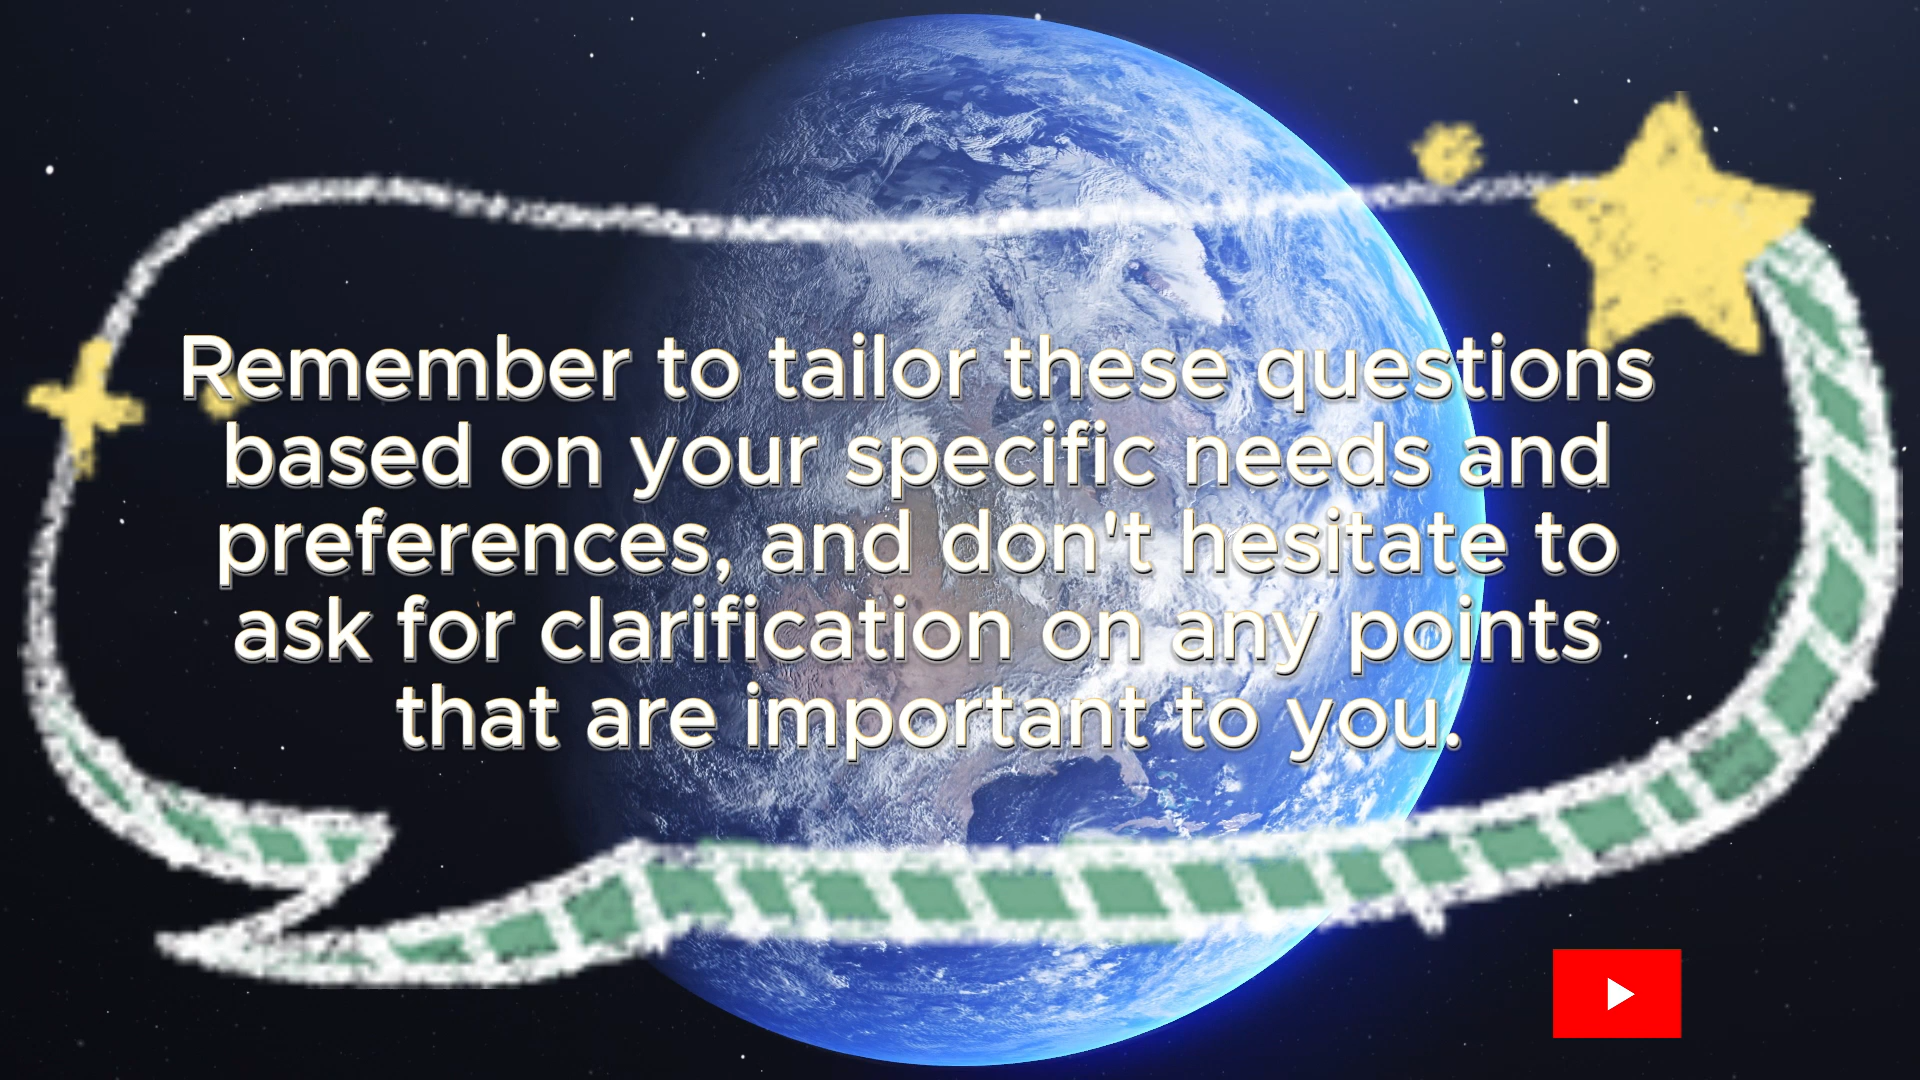 Remember to tailor these questions
based on your specific needs and
preferences, and don't hesitate to
ask for clarification on any points
that are important to you.